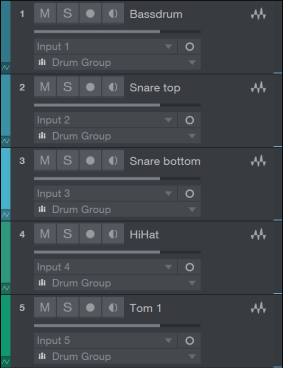 1 M S Bassdrum
Input 1
Drum Group
2 M S Snare top
Input 2
Drum Group
3 M S Snare bottom
Input 3
Drum Group
4 M S HiHat
Input 4
Drum Group
5 M S Tom 1
Input 5
Drum Group